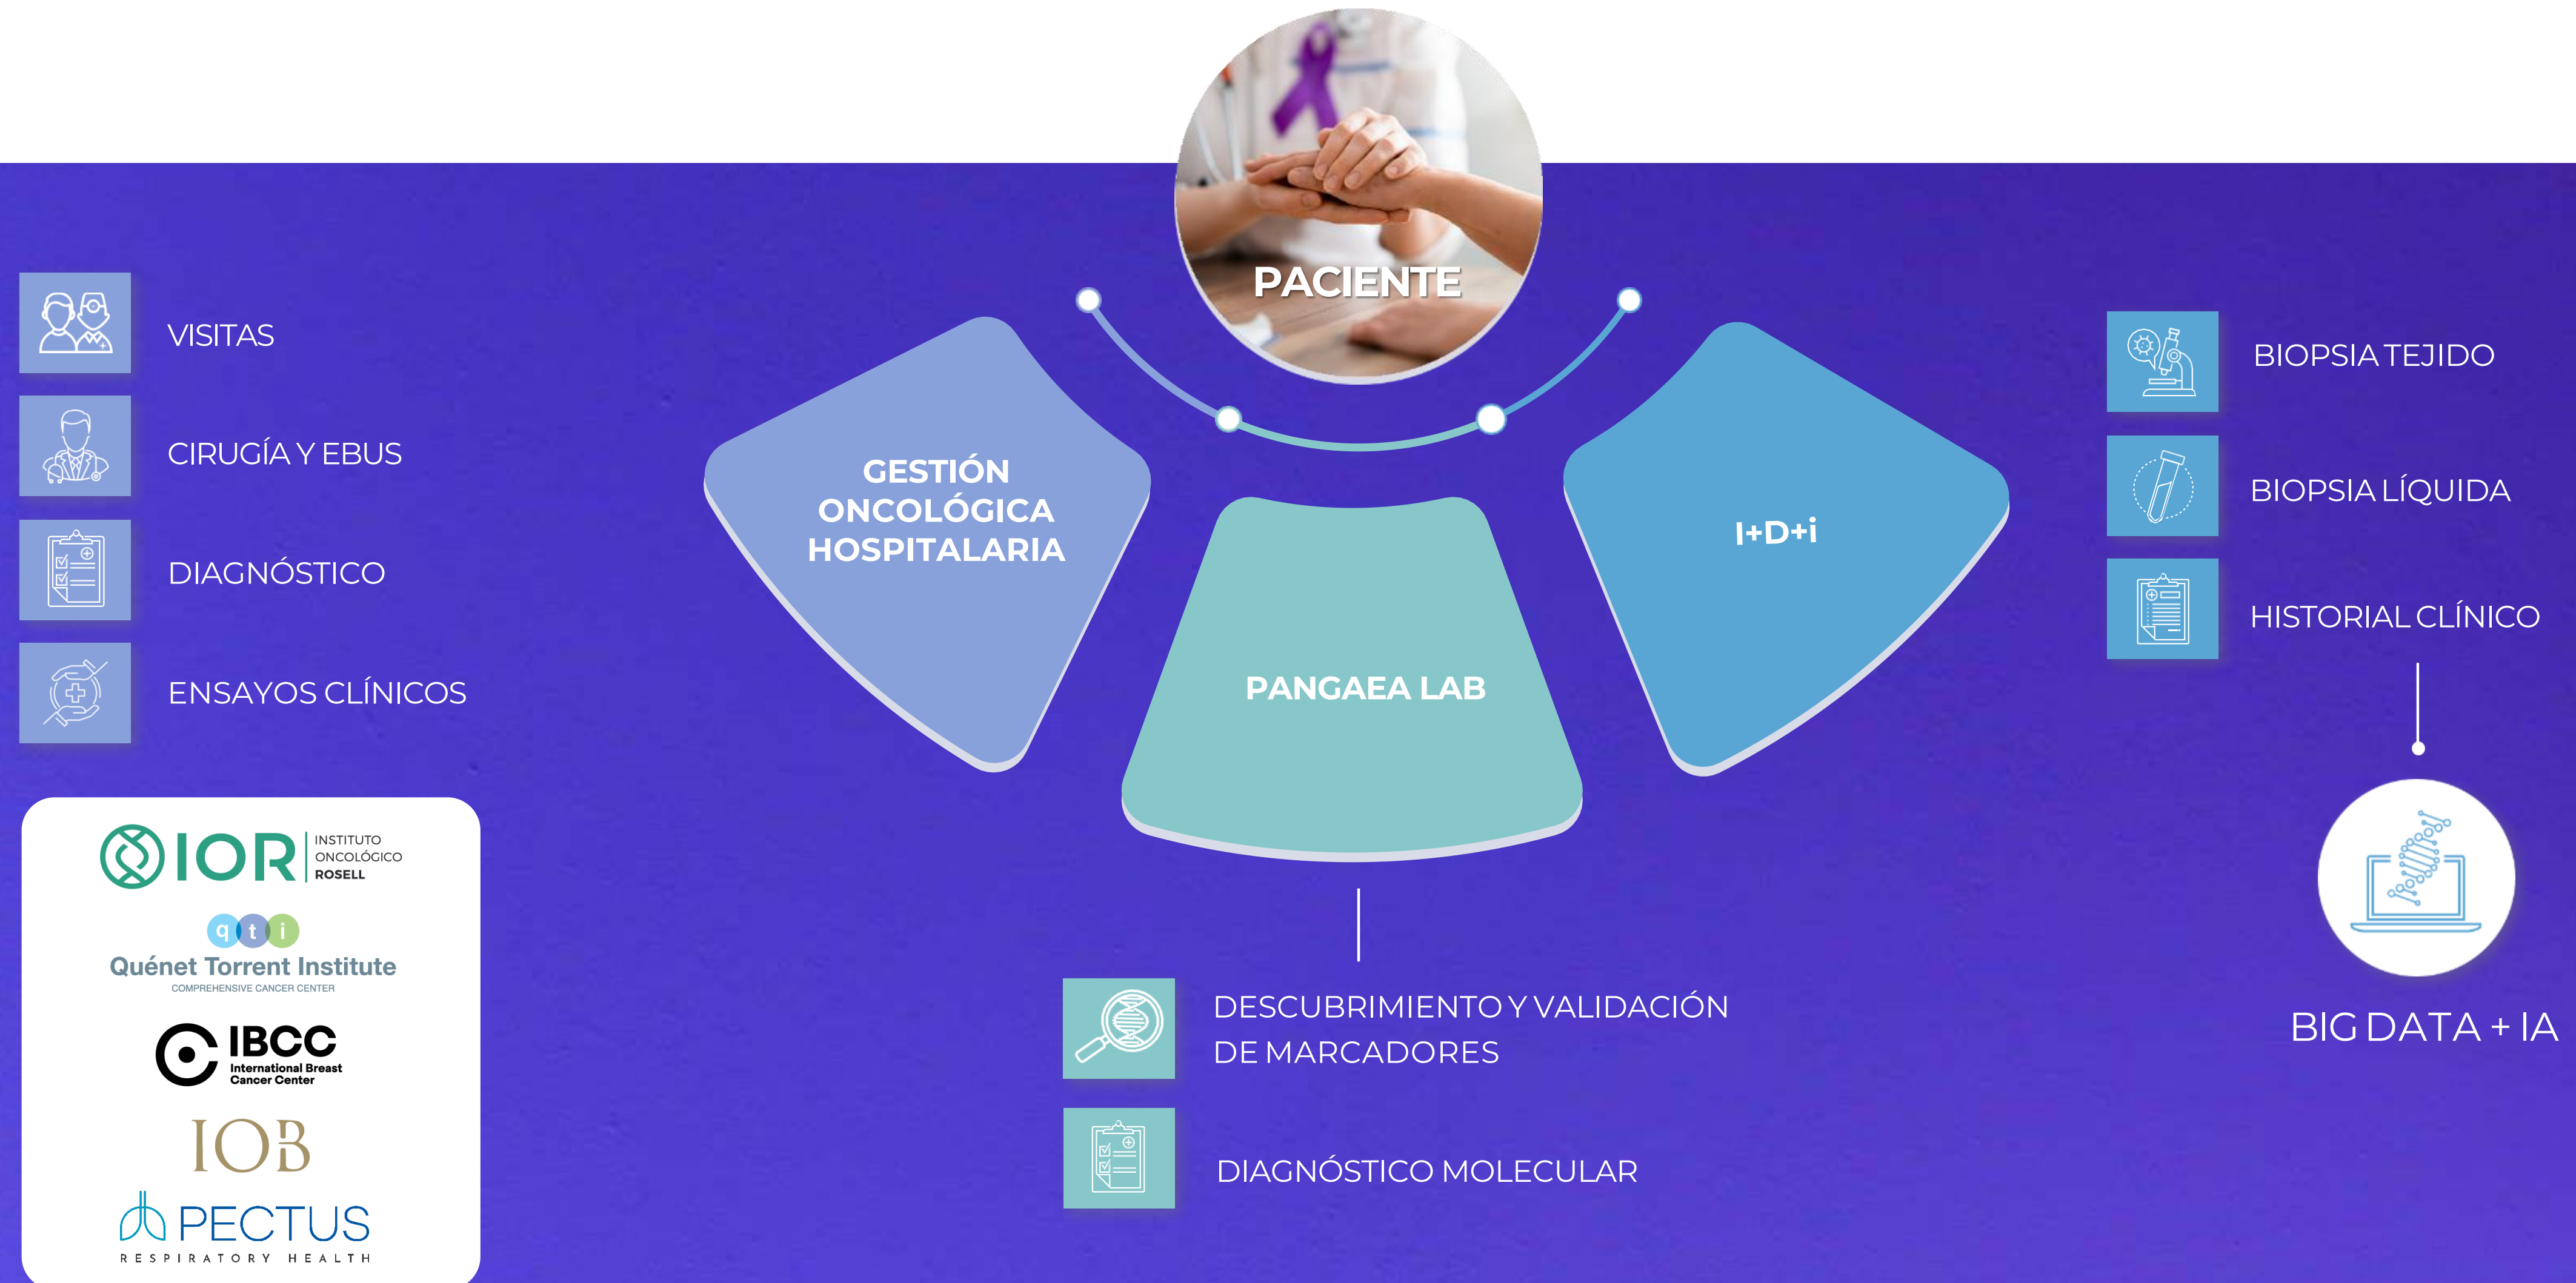 PACIENTE
VISITAS
CIRUGÍA Y EBUS
DIAGNÓSTICO
ENSAYOS CLÍNICOS
IOR
INSTITUTO
ONCOLÓGICO
ROSELL
qti
Quénet Torrent Institute
COMPREHENSIVE CANCER CENTER
IBCC
International Breast
Cancer Center
IOB
PECTUS
RESPIRATORY HEALTH
GESTIÓN
ONCOLÓGICA
HOSPITALARIA
PANGAEA LAB
I+D+i
DESCUBRIMIENTO Y VALIDACIÓN
DE MARCADORES
DIAGNÓSTICO MOLECULAR
BIOPSIA TEJIDO
BIOPSIA LÍQUIDA
HISTORIAL CLÍNICO
BIG DATA + IA